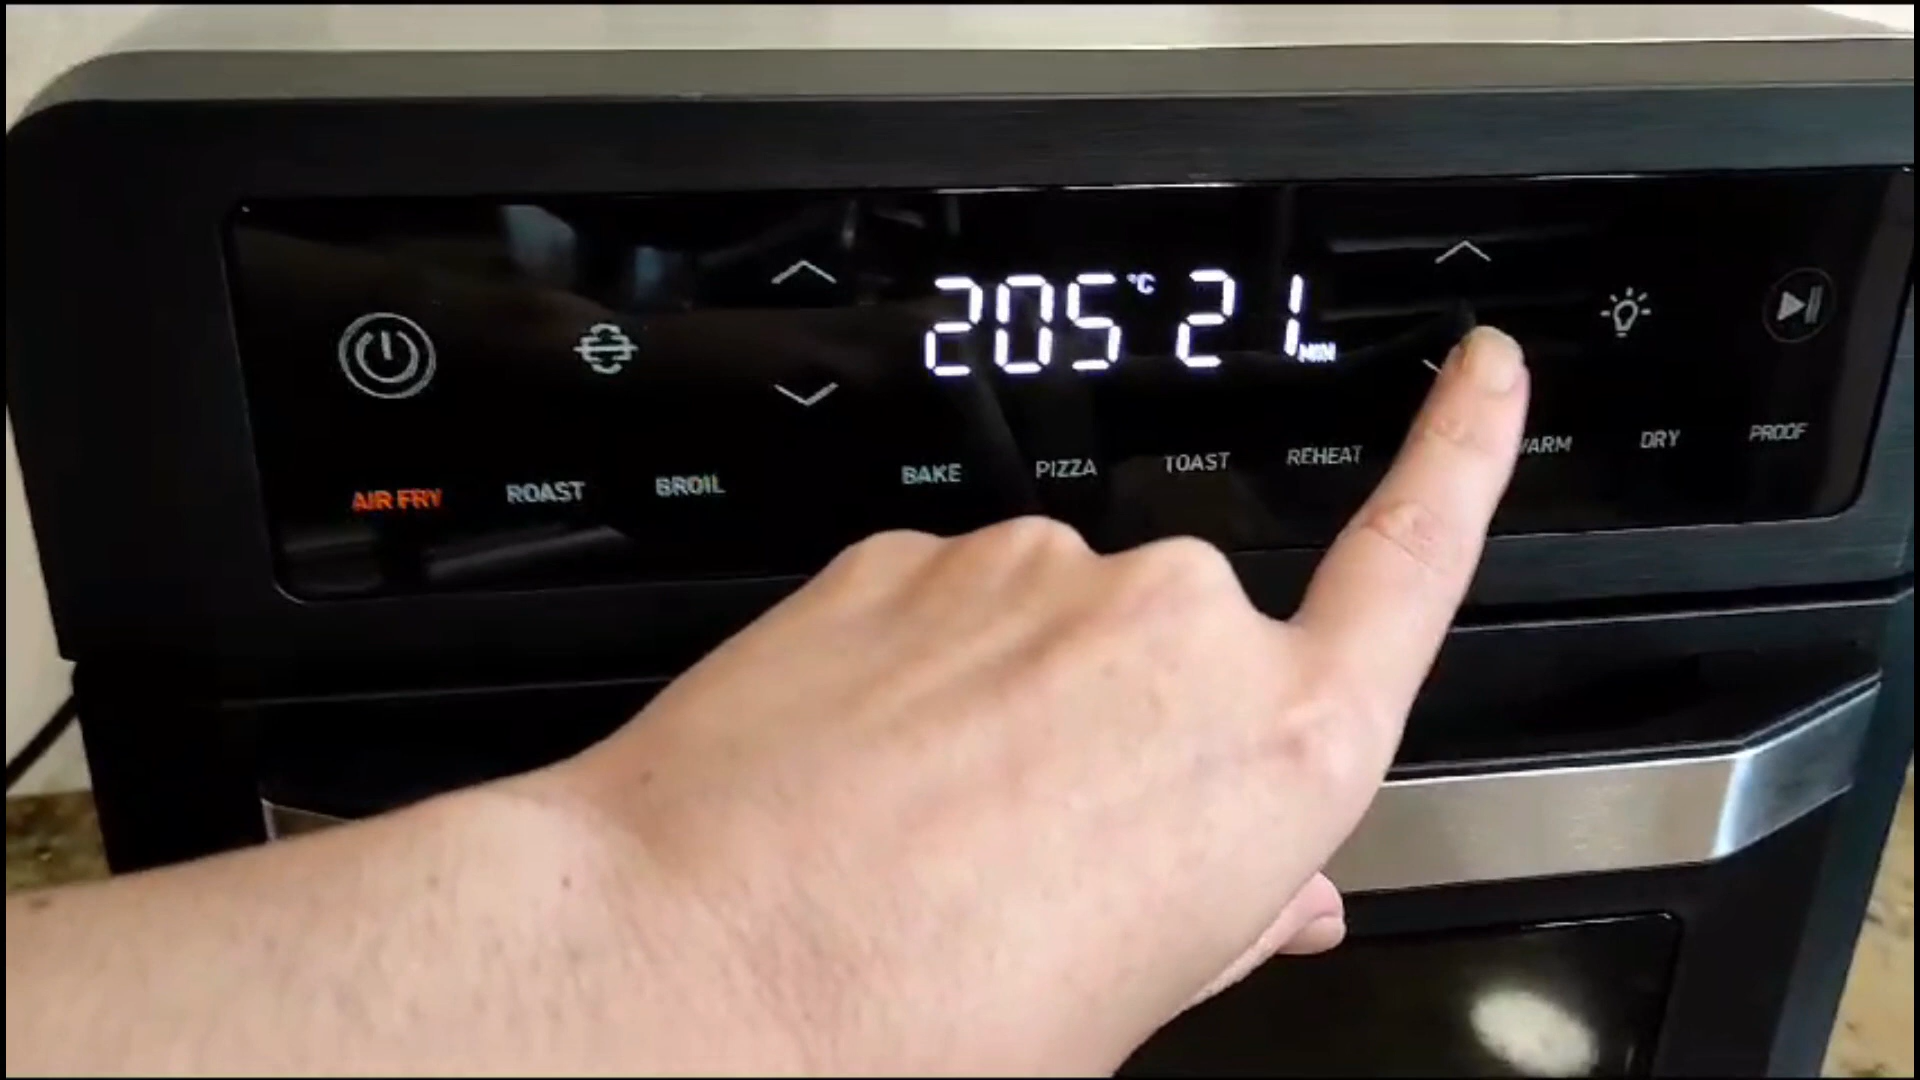 205°C 21 MIN
AIR FRY ROAST BROIL BAKE PIZZA TOAST REHEAT WARM DRY PROOF